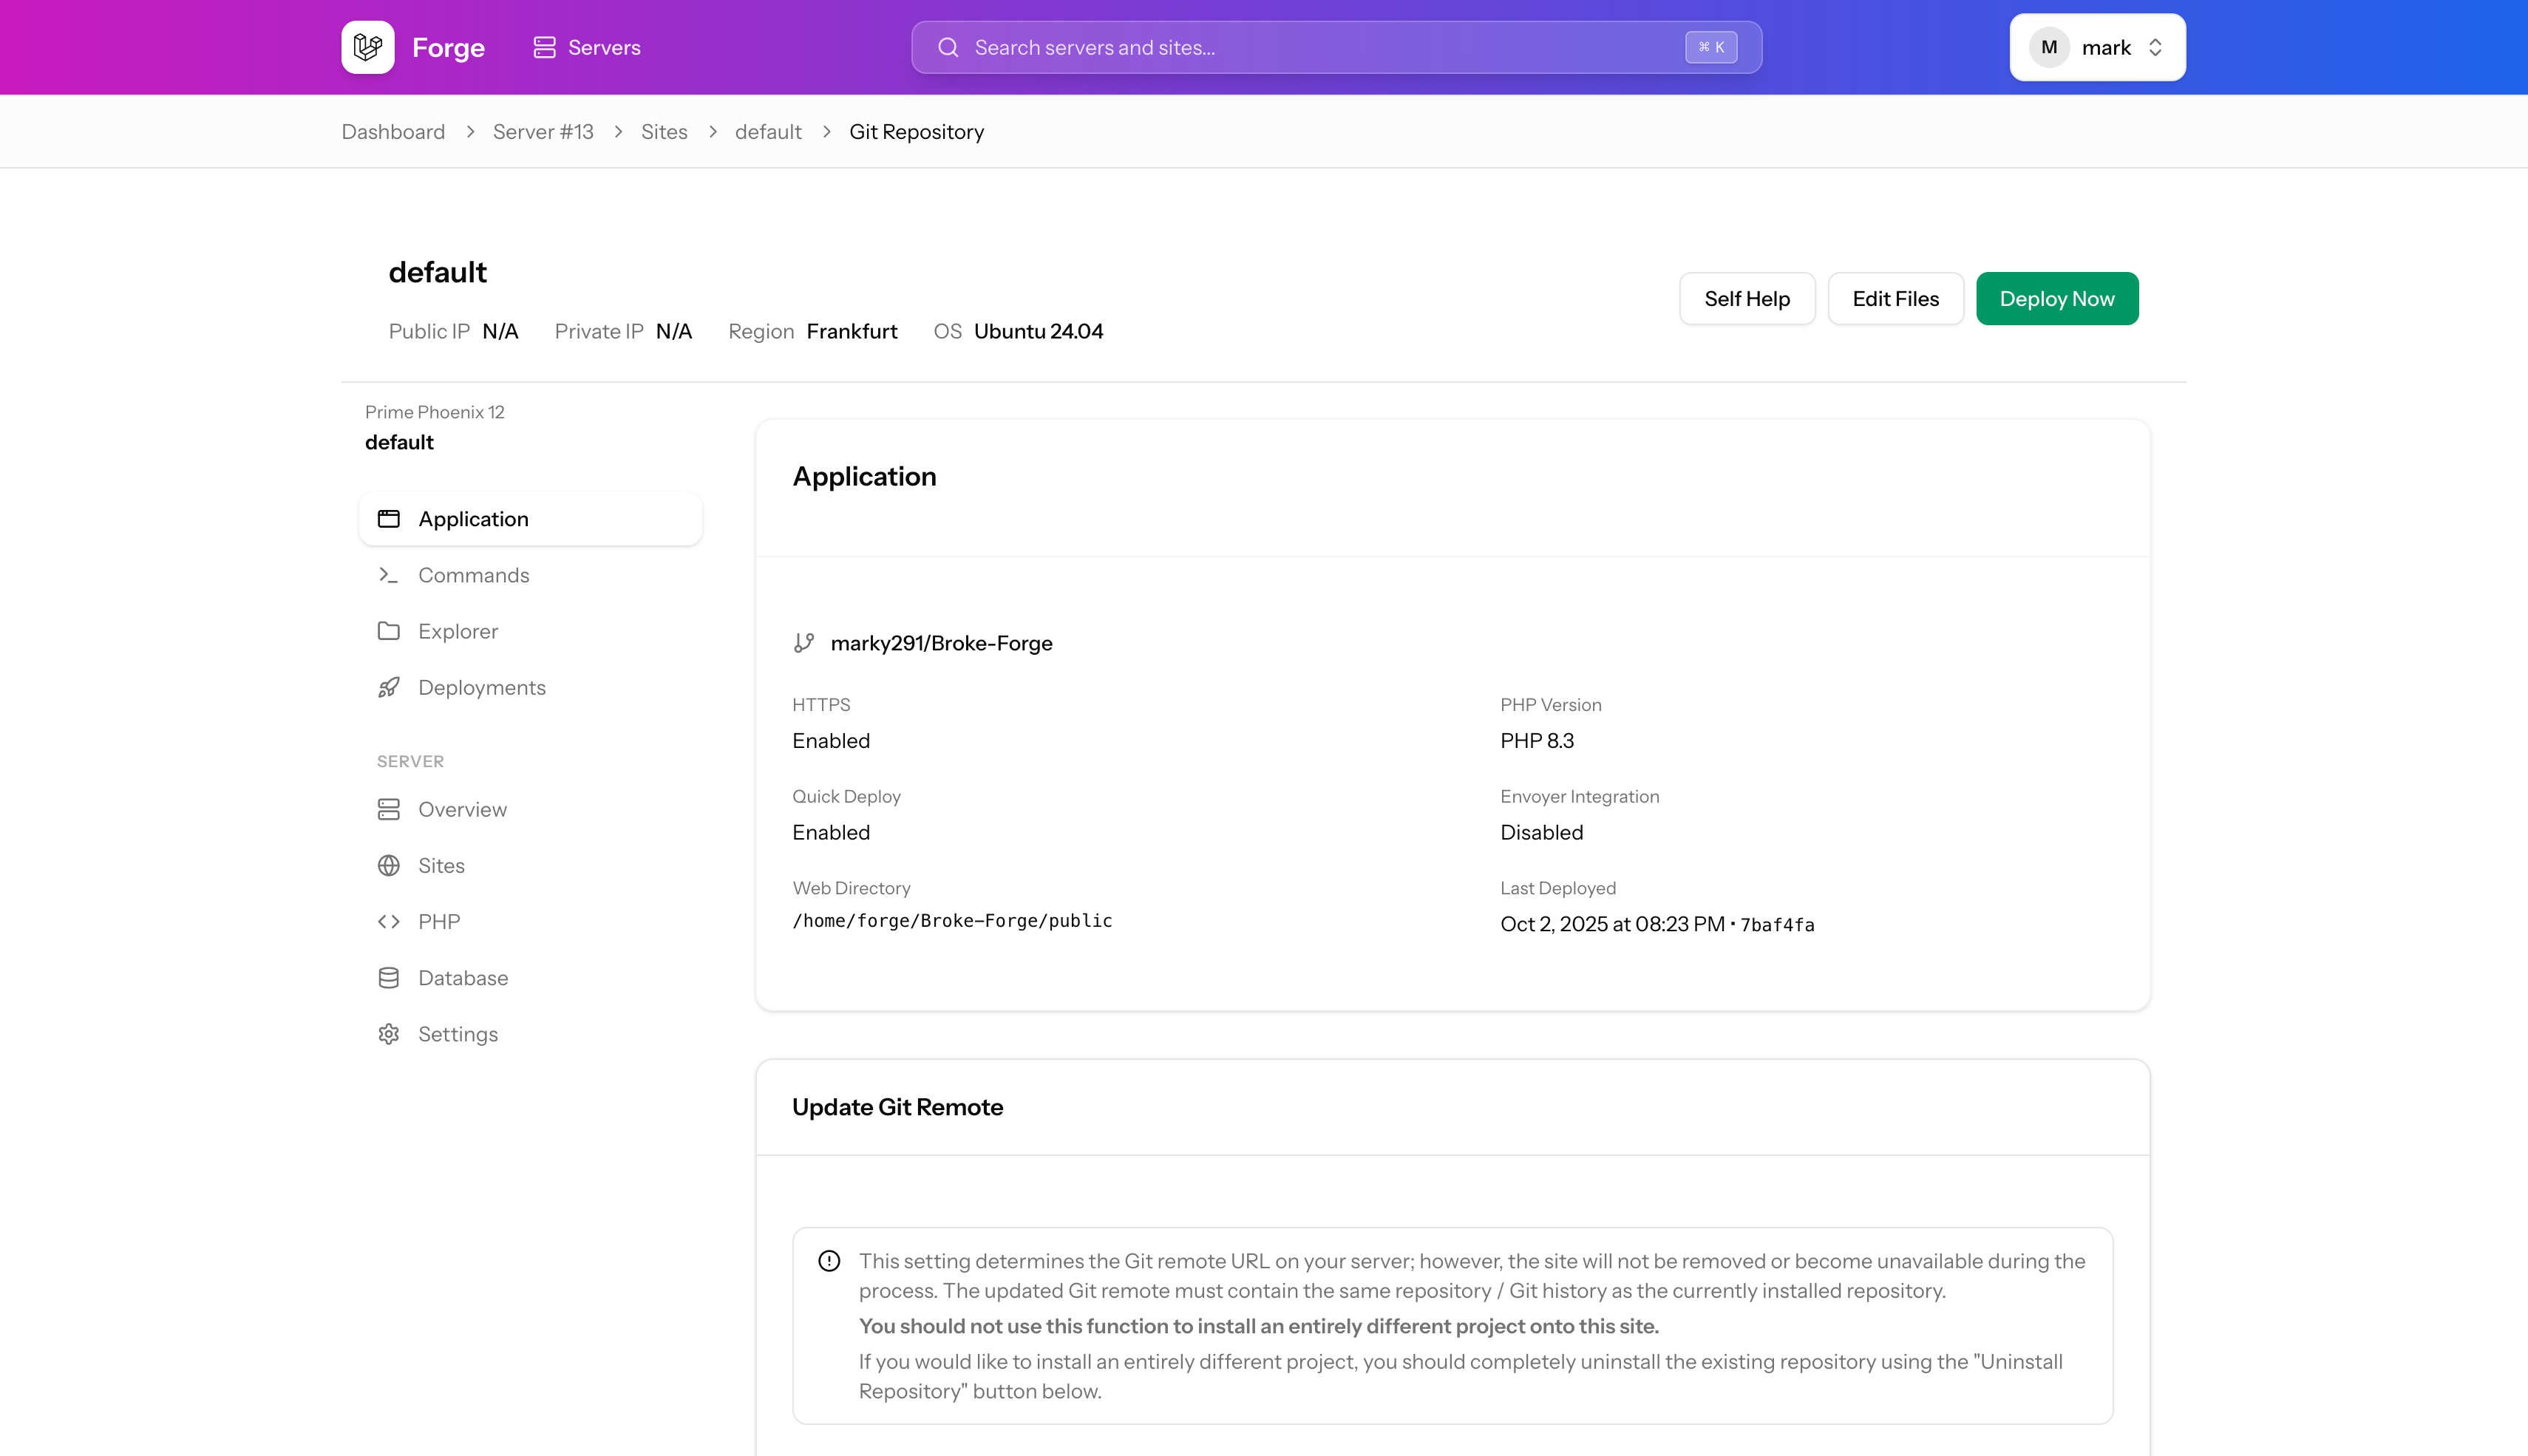 Forge
Servers
Search servers and sites...
⌘ K
M
mark
Dashboard > Server #13 > Sites > default > Git Repository
default
Self Help
Edit Files
Deploy Now
Public IP N/A
Private IP N/A
Region Frankfurt
OS Ubuntu 24.04
Prime Phoenix 12
default
Application
Commands
Explorer
Deployments
SERVER
Overview
Sites
PHP
Database
Settings
Application
marky291/Broke-Forge
HTTPS
Enabled
PHP Version
PHP 8.3
Quick Deploy
Enabled
Envoyer Integration
Disabled
Web Directory
/home/forge/Broke-Forge/public
Last Deployed
Oct 2, 2025 at 08:23 PM • 7baf4fa
Update Git Remote
This setting determines the Git remote URL on your server; however, the site will not be removed or become unavailable during the
process. The updated Git remote must contain the same repository / Git history as the currently installed repository.
You should not use this function to install an entirely different project onto this site.
If you would like to install an entirely different project, you should completely uninstall the existing repository using the "Uninstall
Repository" button below.